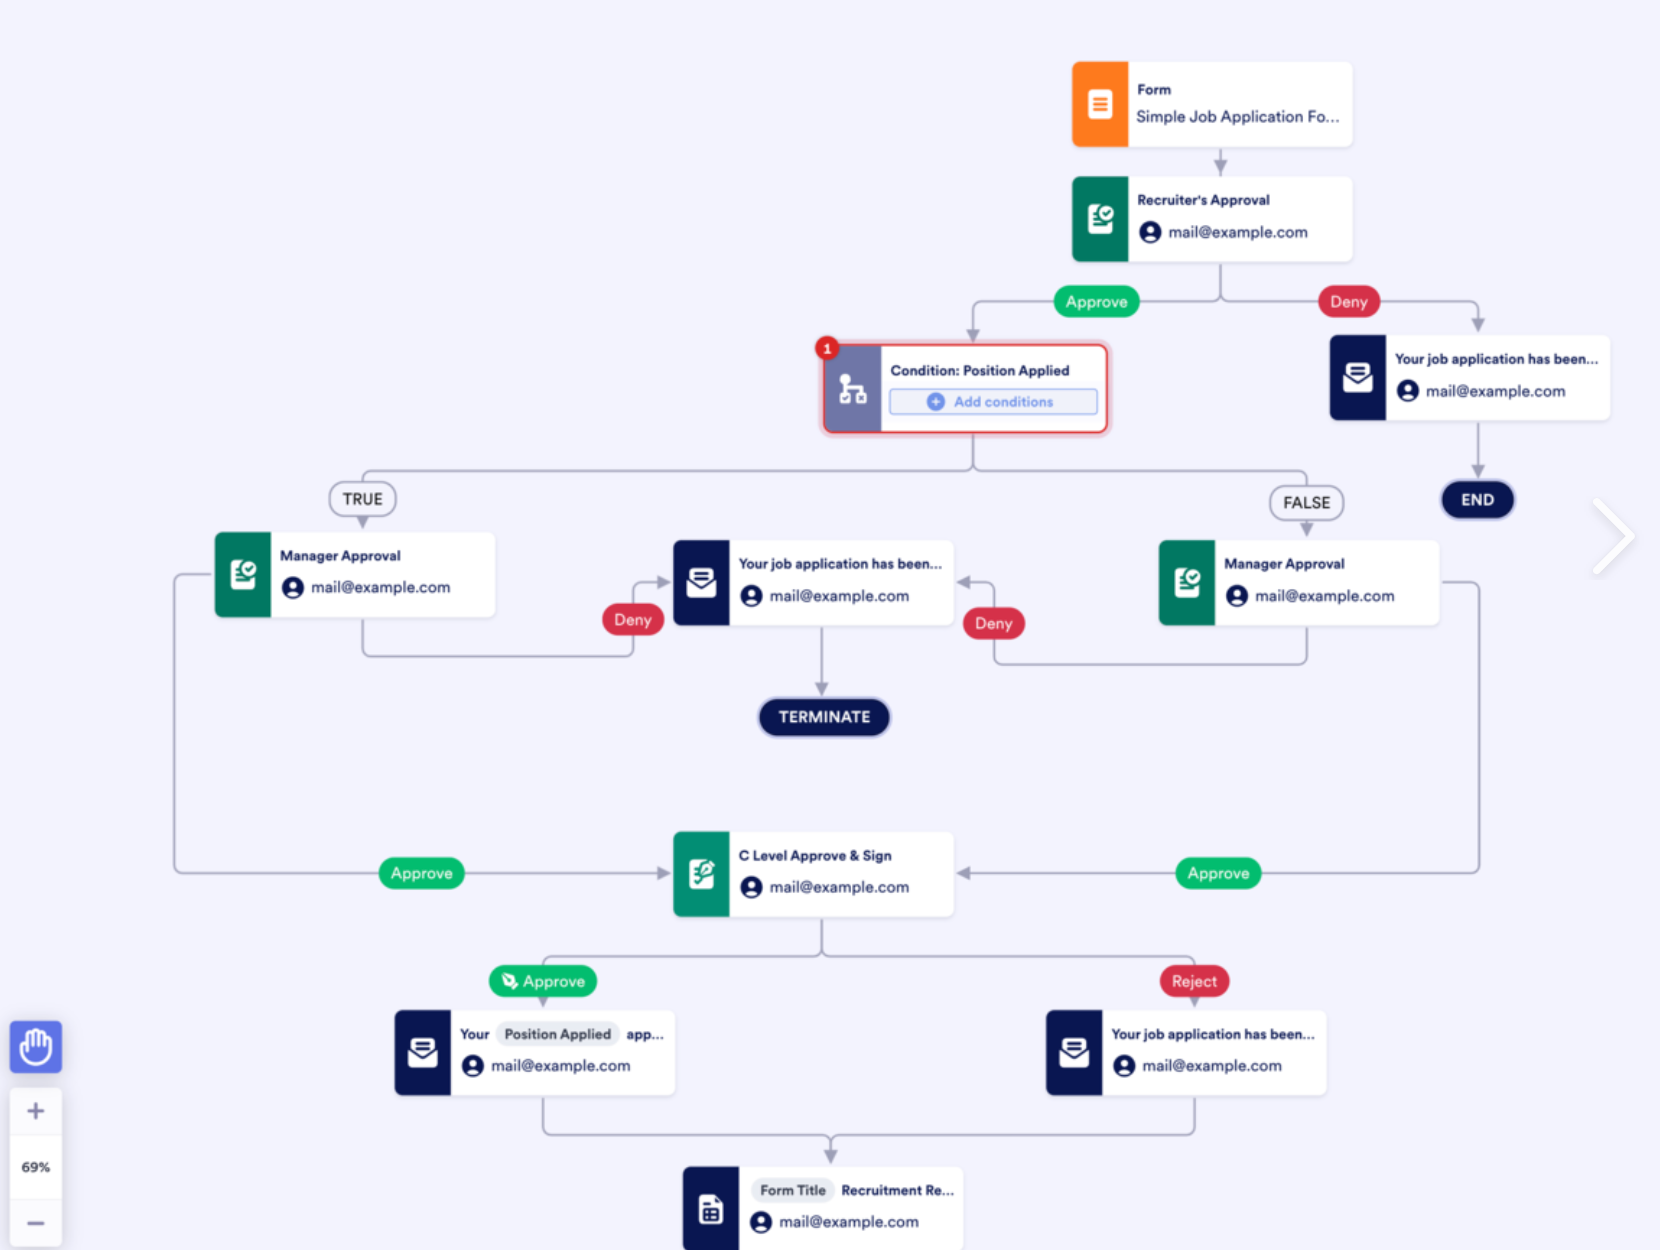 Form
Simple Job Application Fo...
Recruiter's Approval
mail@example.com
Approve
Deny
1
Condition: Position Applied
Add conditions
Your job application has been...
mail@example.com
TRUE
FALSE
END
Manager Approval
mail@example.com
Your job application has been...
mail@example.com
Manager Approval
mail@example.com
Deny
Deny
TERMINATE
C Level Approve & Sign
mail@example.com
Approve
Approve
Approve
Reject
Your Position Applied app...
mail@example.com
Your job application has been...
mail@example.com
+
69%
−
Form Title Recruitment Re...
mail@example.com